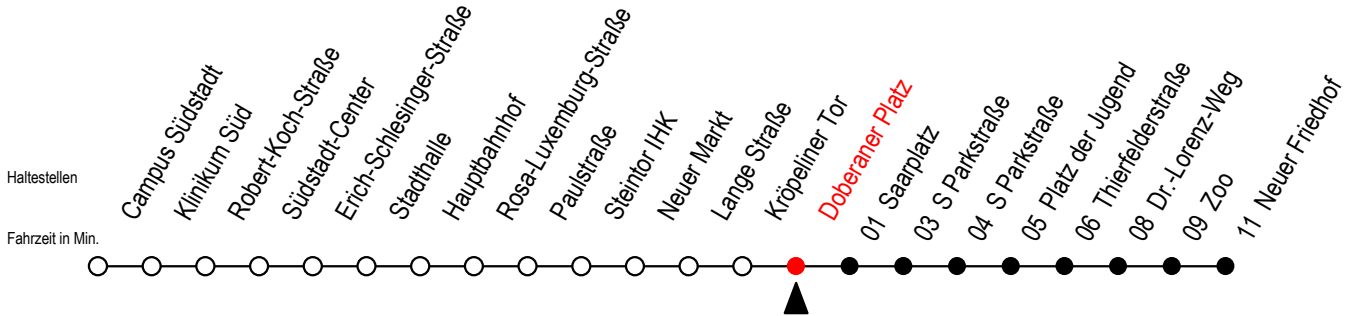 Haltestellen
Campus Südstadt
Klinikum Süd
Robert-Koch-Straße
Südstadt-Center
Erich-Schlesinger-Straße
Stadthalle
Hauptbahnhof
Rosa-Luxemburg-Straße
Paulstraße
Steintor IHK
Neuer Markt
Lange Straße
Kröpeliner Tor
Doberaner Platz
Fahrzeit in Min.
01 Saarplatz
03 S Parkstraße
04 S Parkstraße
05 Platz der Jugend
06 Thierfelderstraße
08 Dr.-Lorenz-Weg
09 Zoo
11 Neuer Friedhof